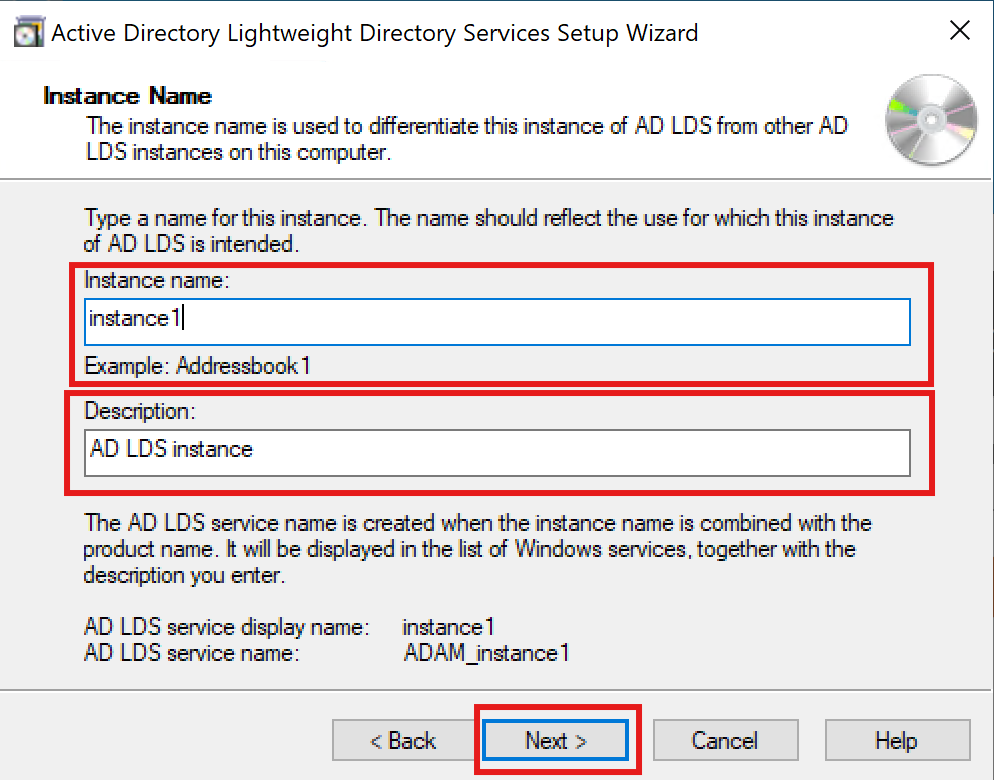 Active Directory Lightweight Directory Services Setup Wizard
Instance Name
The instance name is used to differentiate this instance of AD LDS from other AD
LDS instances on this computer.
Type a name for this instance. The name should reflect the use for which this instance
of AD LDS is intended.
Instance name:
instance1
Example: Addressbook1
Description:
AD LDS instance
The AD LDS service name is created when the instance name is combined with the
product name. It will be displayed in the list of Windows services, together with the
description you enter.
AD LDS service display name: instance1
AD LDS service name: ADAM_instance1
< Back Next > Cancel Help